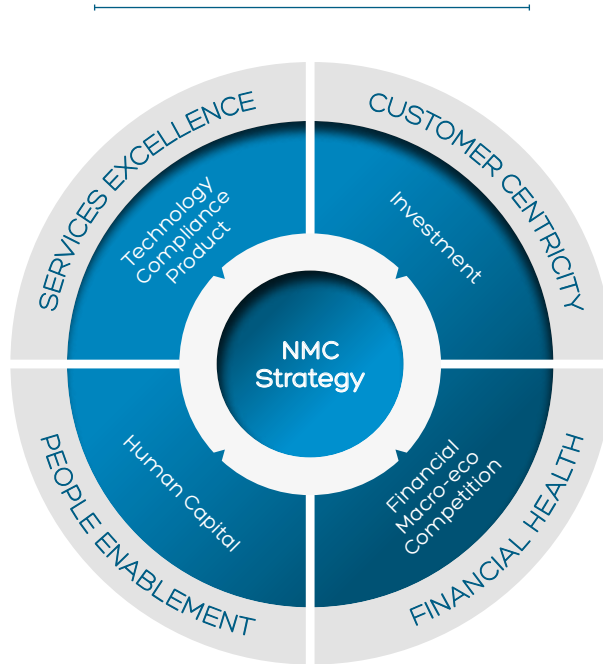 SERVICES EXCELLENCE
CUSTOMER CENTRICITY
Technology
Compliance
Product
Investment
NMC
Strategy
Human Capital
Financial
Macro-eco
Competition
PEOPLE ENABLEMENT
FINANCIAL HEALTH